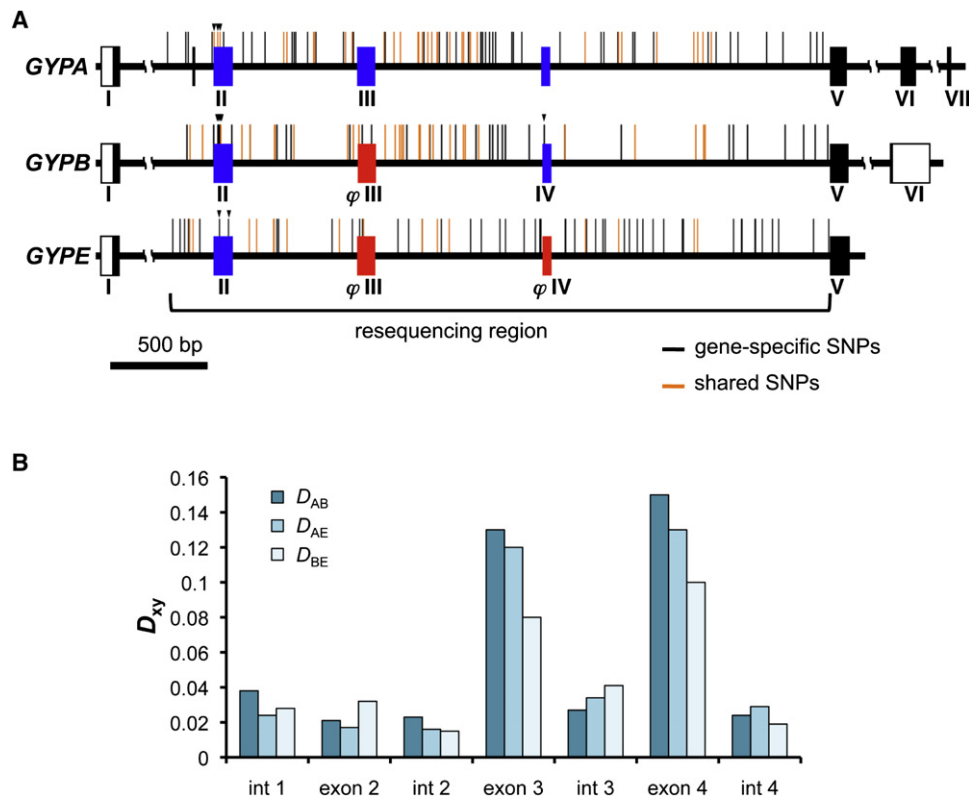 A
GYPA
I II III IV V VI VII
GYPB
I II φ III IV V VI
GYPE
I II φ III φ IV V
resequencing region
500 bp
gene-specific SNPs
shared SNPs
B
0.16
0.14
0.12
0.1
0.08
0.06
0.04
0.02
0
Dxy
DAB
DAE
DBE
int 1 exon 2 int 2 exon 3 int 3 exon 4 int 4